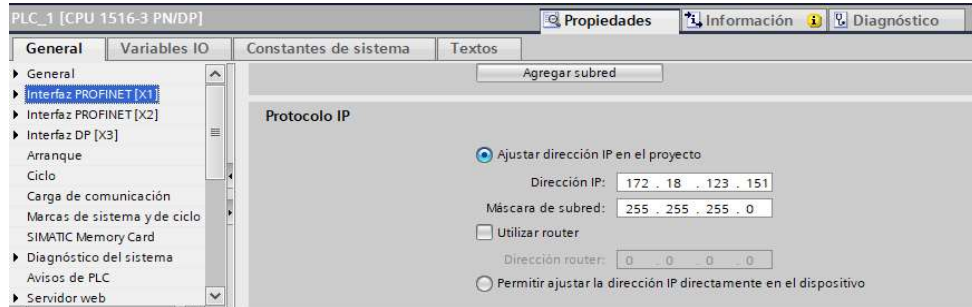 PLC_1 [CPU 1516-3 PN/DP]
Propiedades
Información
Diagnóstico
General
Variables IO
Constantes de sistema
Textos
General
Interfaz PROFINET [X1]
Interfaz PROFINET [X2]
Interfaz DP [X3]
Arranque
Ciclo
Carga de comunicación
Marcas de sistema y de ciclo
SIMATIC Memory Card
Diagnóstico del sistema
Avisos de PLC
Servidor web
Agregar subred
Protocolo IP
Ajustar dirección IP en el proyecto
Dirección IP: 172 . 18 . 123 . 151
Máscara de subred: 255 . 255 . 255 . 0
Utilizar router
Dirección router: 0 . 0 . 0 . 0
Permitir ajustar la dirección IP directamente en el dispositivo